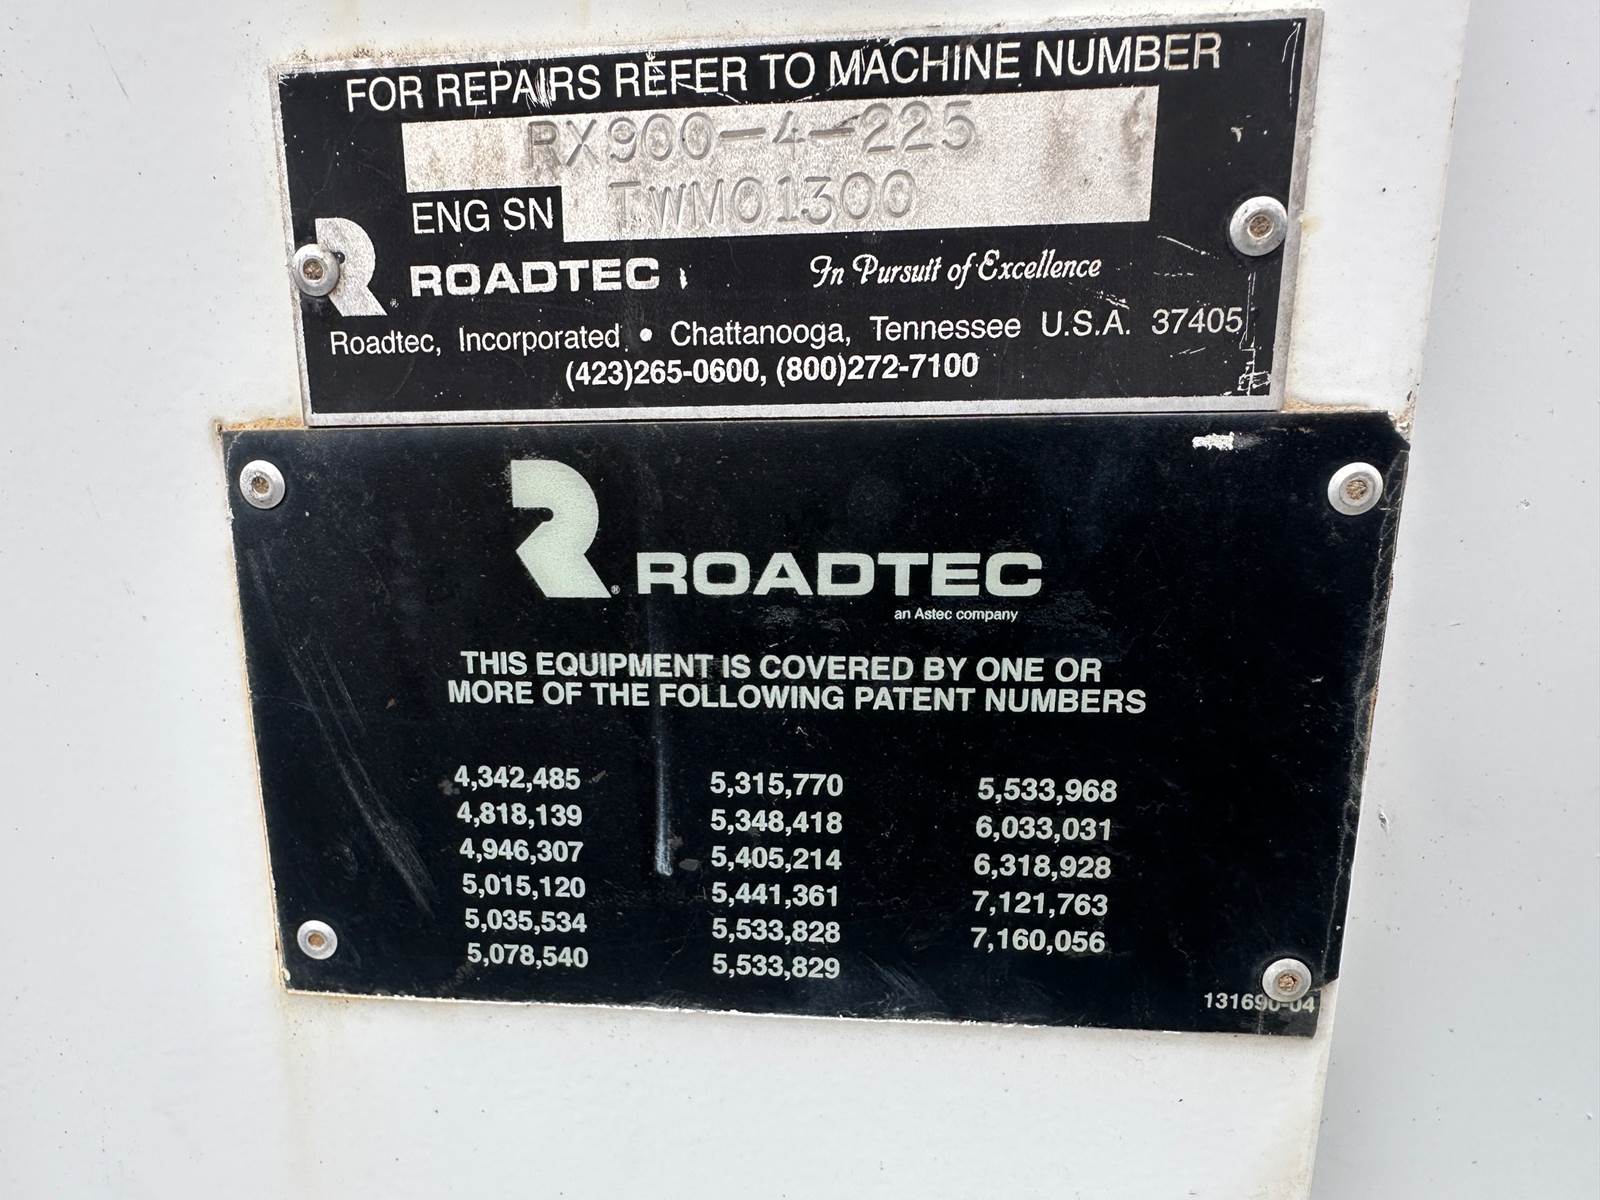 FOR REPAIRS REFER TO MACHINE NUMBER
RX900-4-225
ENG SN TWM01300
ROADTEC In Pursuit of Excellence
Roadtec, Incorporated • Chattanooga, Tennessee U.S.A. 37405
(423)265-0600, (800)272-7100
ROADTEC
an Astec company
THIS EQUIPMENT IS COVERED BY ONE OR
MORE OF THE FOLLOWING PATENT NUMBERS
4,342,485 5,315,770 5,533,968
4,818,139 5,348,418 6,033,031
4,946,307 5,405,214 6,318,928
5,015,120 5,441,361 7,121,763
5,035,534 5,533,828 7,160,056
5,078,540 5,533,829
131690-04